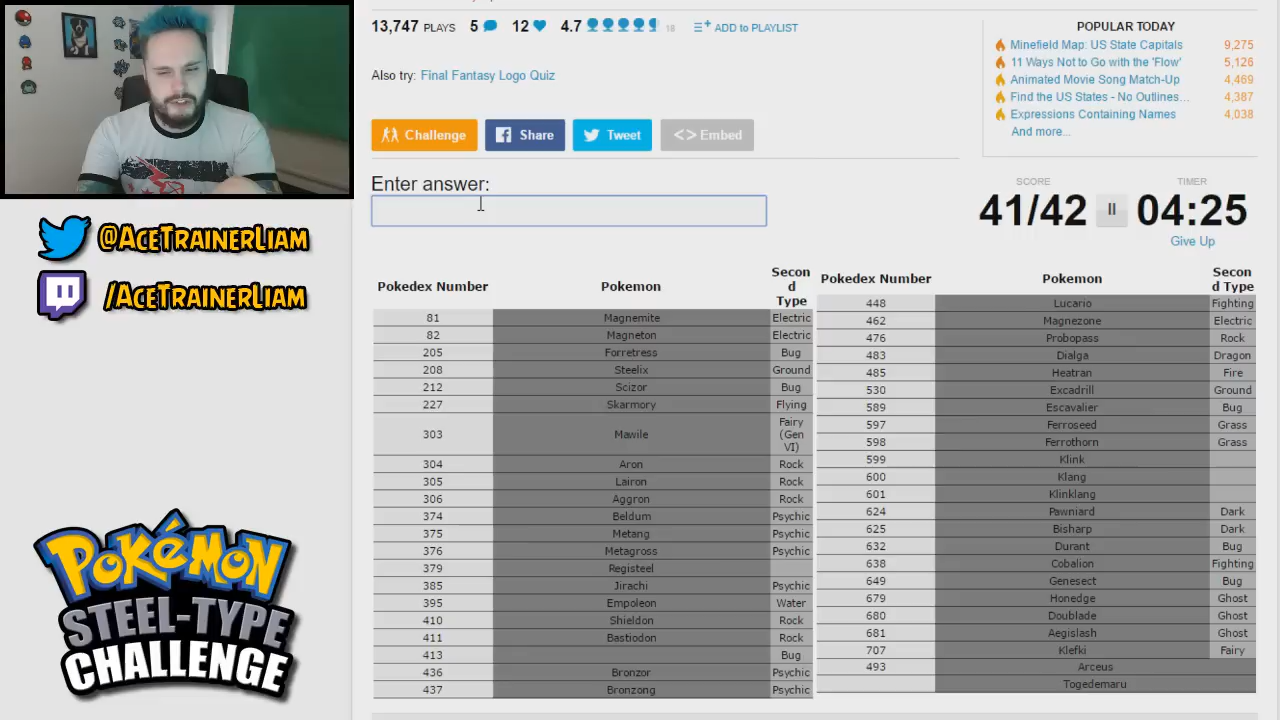 13,747 PLAYS 5 12 4.7 18 ADD TO PLAYLIST
Also try: Final Fantasy Logo Quiz
Challenge Share Tweet <> Embed
POPULAR TODAY
Minefield Map: US State Capitals 9,275
11 Ways Not to Go with the 'Flow' 5,126
Animated Movie Song Match-Up 4,469
Find the US States - No Outlines... 4,387
Expressions Containing Names 4,038
And more...
Enter answer:
SCORE TIMER
41/42 04:25
Give Up
@AceTrainerLiam
/AceTrainerLiam
Pokémon
STEEL-TYPE
CHALLENGE
Pokedex Number Pokemon Secon
d
Type
81 Magnemite Electric
82 Magneton Electric
205 Forretress Bug
208 Steelix Ground
212 Scizor Bug
227 Skarmory Flying
303 Mawile Fairy
(Gen
VI)
304 Aron Rock
305 Lairon Rock
306 Aggron Rock
374 Beldum Psychic
375 Metang Psychic
376 Metagross Psychic
379 Registeel
385 Jirachi Psychic
395 Empoleon Water
410 Shieldon Rock
411 Bastiodon Rock
413 Bug
436 Bronzor Psychic
437 Bronzong Psychic
Pokedex Number Pokemon Secon
d Type
448 Lucario Fighting
462 Magnezone Electric
476 Probopass Rock
483 Dialga Dragon
485 Heatran Fire
530 Excadrill Ground
589 Escavalier Bug
597 Ferroseed Grass
598 Ferrothorn Grass
599 Klink
600 Klang
601 Klinklang
624 Pawniard Dark
625 Bisharp Dark
632 Durant Bug
638 Cobalion Fighting
649 Genesect Bug
679 Honedge Ghost
680 Doublade Ghost
681 Aegislash Ghost
707 Klefki Fairy
493 Arceus
Togedemaru